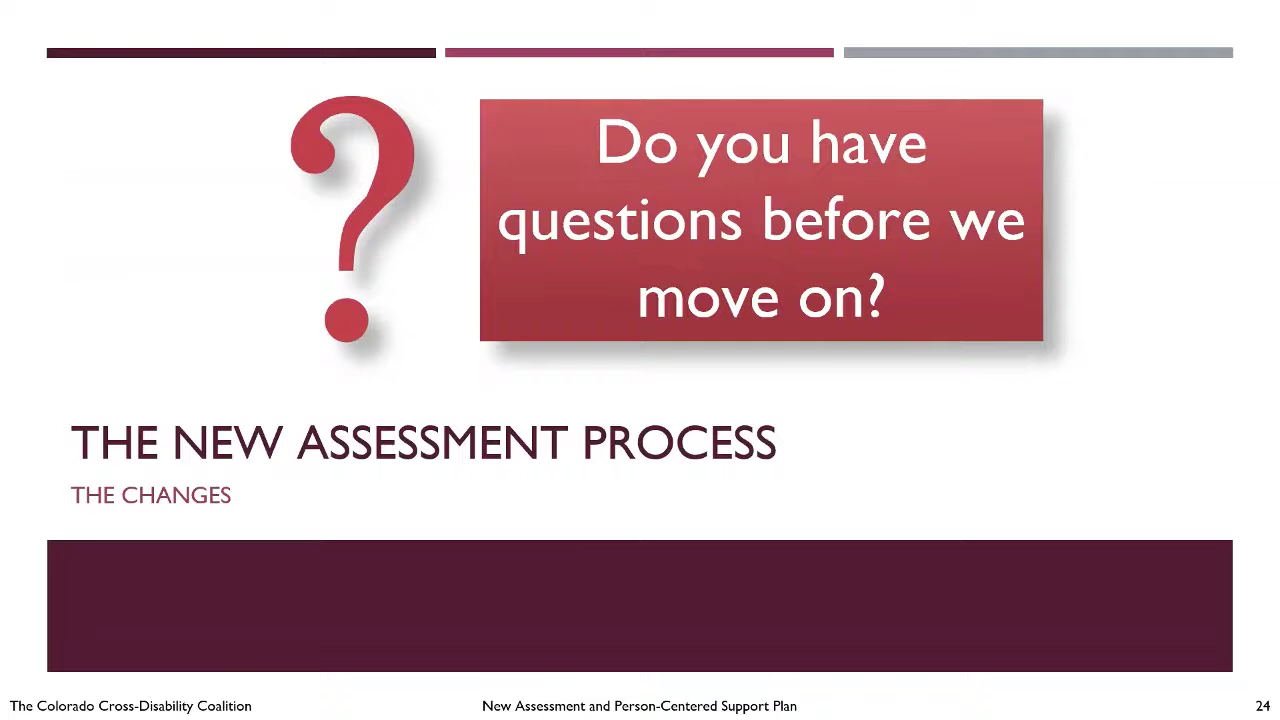 ?
Do you have
questions before we
move on?
THE NEW ASSESSMENT PROCESS
THE CHANGES
The Colorado Cross-Disability Coalition
New Assessment and Person-Centered Support Plan
24